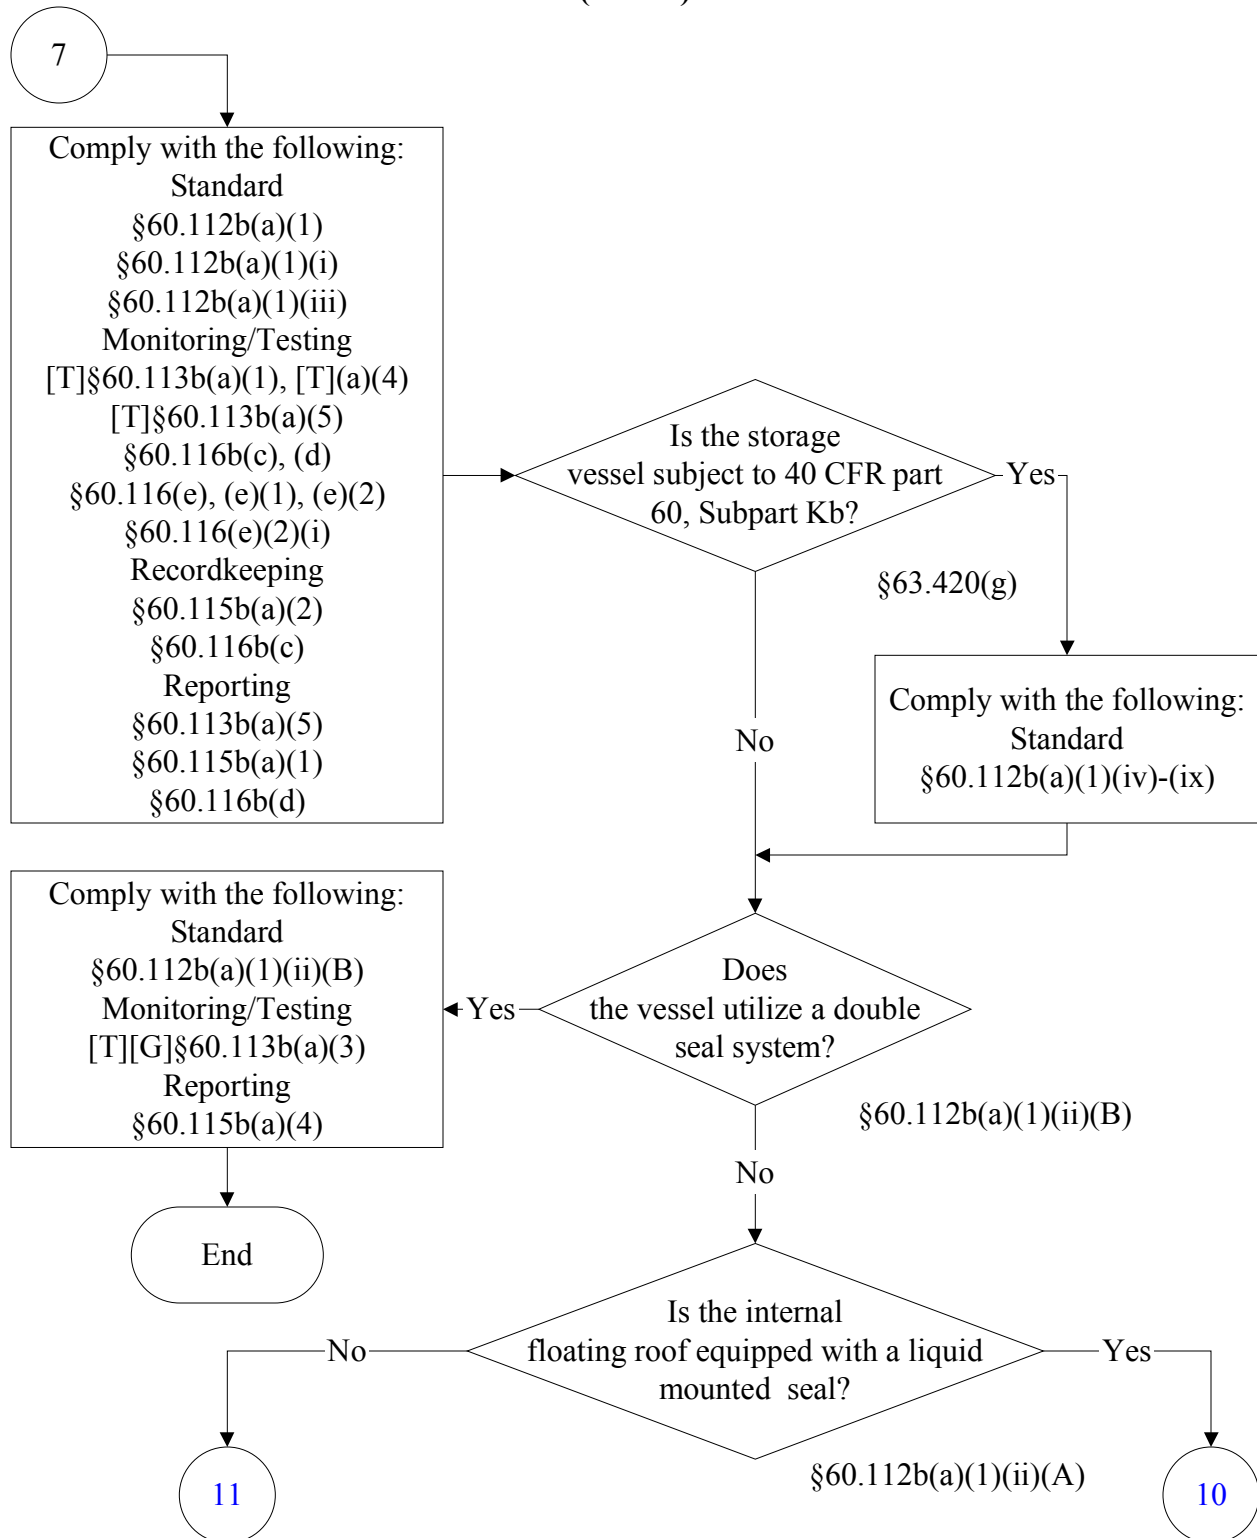 7
Comply with the following:
Standard
§60.112b(a)(1)
§60.112b(a)(1)(i)
§60.112b(a)(1)(iii)
Monitoring/Testing
[T]§60.113b(a)(1), [T](a)(4)
[T]§60.113b(a)(5)
§60.116b(c), (d)
§60.116(e), (e)(1), (e)(2)
§60.116(e)(2)(i)
Recordkeeping
§60.115b(a)(2)
§60.116b(c)
Reporting
§60.113b(a)(5)
§60.115b(a)(1)
§60.116b(d)
Is the storage
vessel subject to 40 CFR part
60, Subpart Kb?
Yes
§63.420(g)
No
Comply with the following:
Standard
§60.112b(a)(1)(iv)-(ix)
Does
the vessel utilize a double
seal system?
§60.112b(a)(1)(ii)(B)
Yes
Comply with the following:
Standard
§60.112b(a)(1)(ii)(B)
Monitoring/Testing
[T][G]§60.113b(a)(3)
Reporting
§60.115b(a)(4)
End
No
Is the internal
floating roof equipped with a liquid
mounted  seal?
§60.112b(a)(1)(ii)(A)
No
11
Yes
10